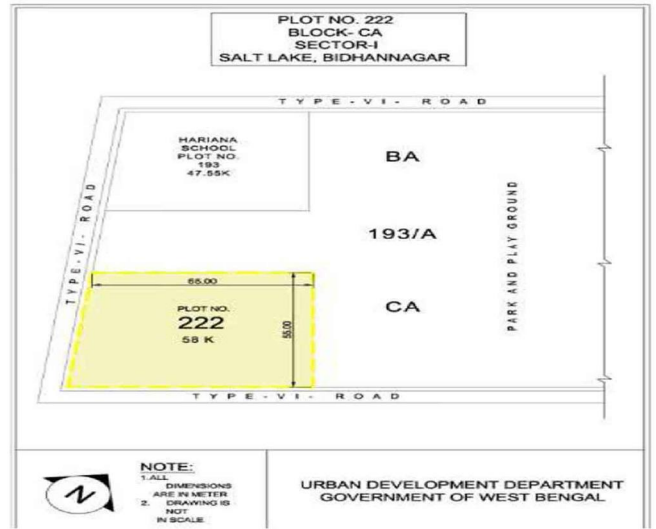 PLOT NO. 222
BLOCK- CA
SECTOR-I
SALT LAKE, BIDHANNAGAR
TYPE-VI- ROAD
HARIANA
SCHOOL
PLOT NO.
193
47.55K
BA
TYPE-VI- ROAD
193/A
PARK AND PLAY GROUND
65.00
PLOT NO.
222
58 K
55.00
CA
TYPE-VI- ROAD
N
NOTE:
1.ALL
DIMENSIONS
ARE IN METER
2. DRAWING IS
NOT
IN SCALE
URBAN DEVELOPMENT DEPARTMENT
GOVERNMENT OF WEST BENGAL